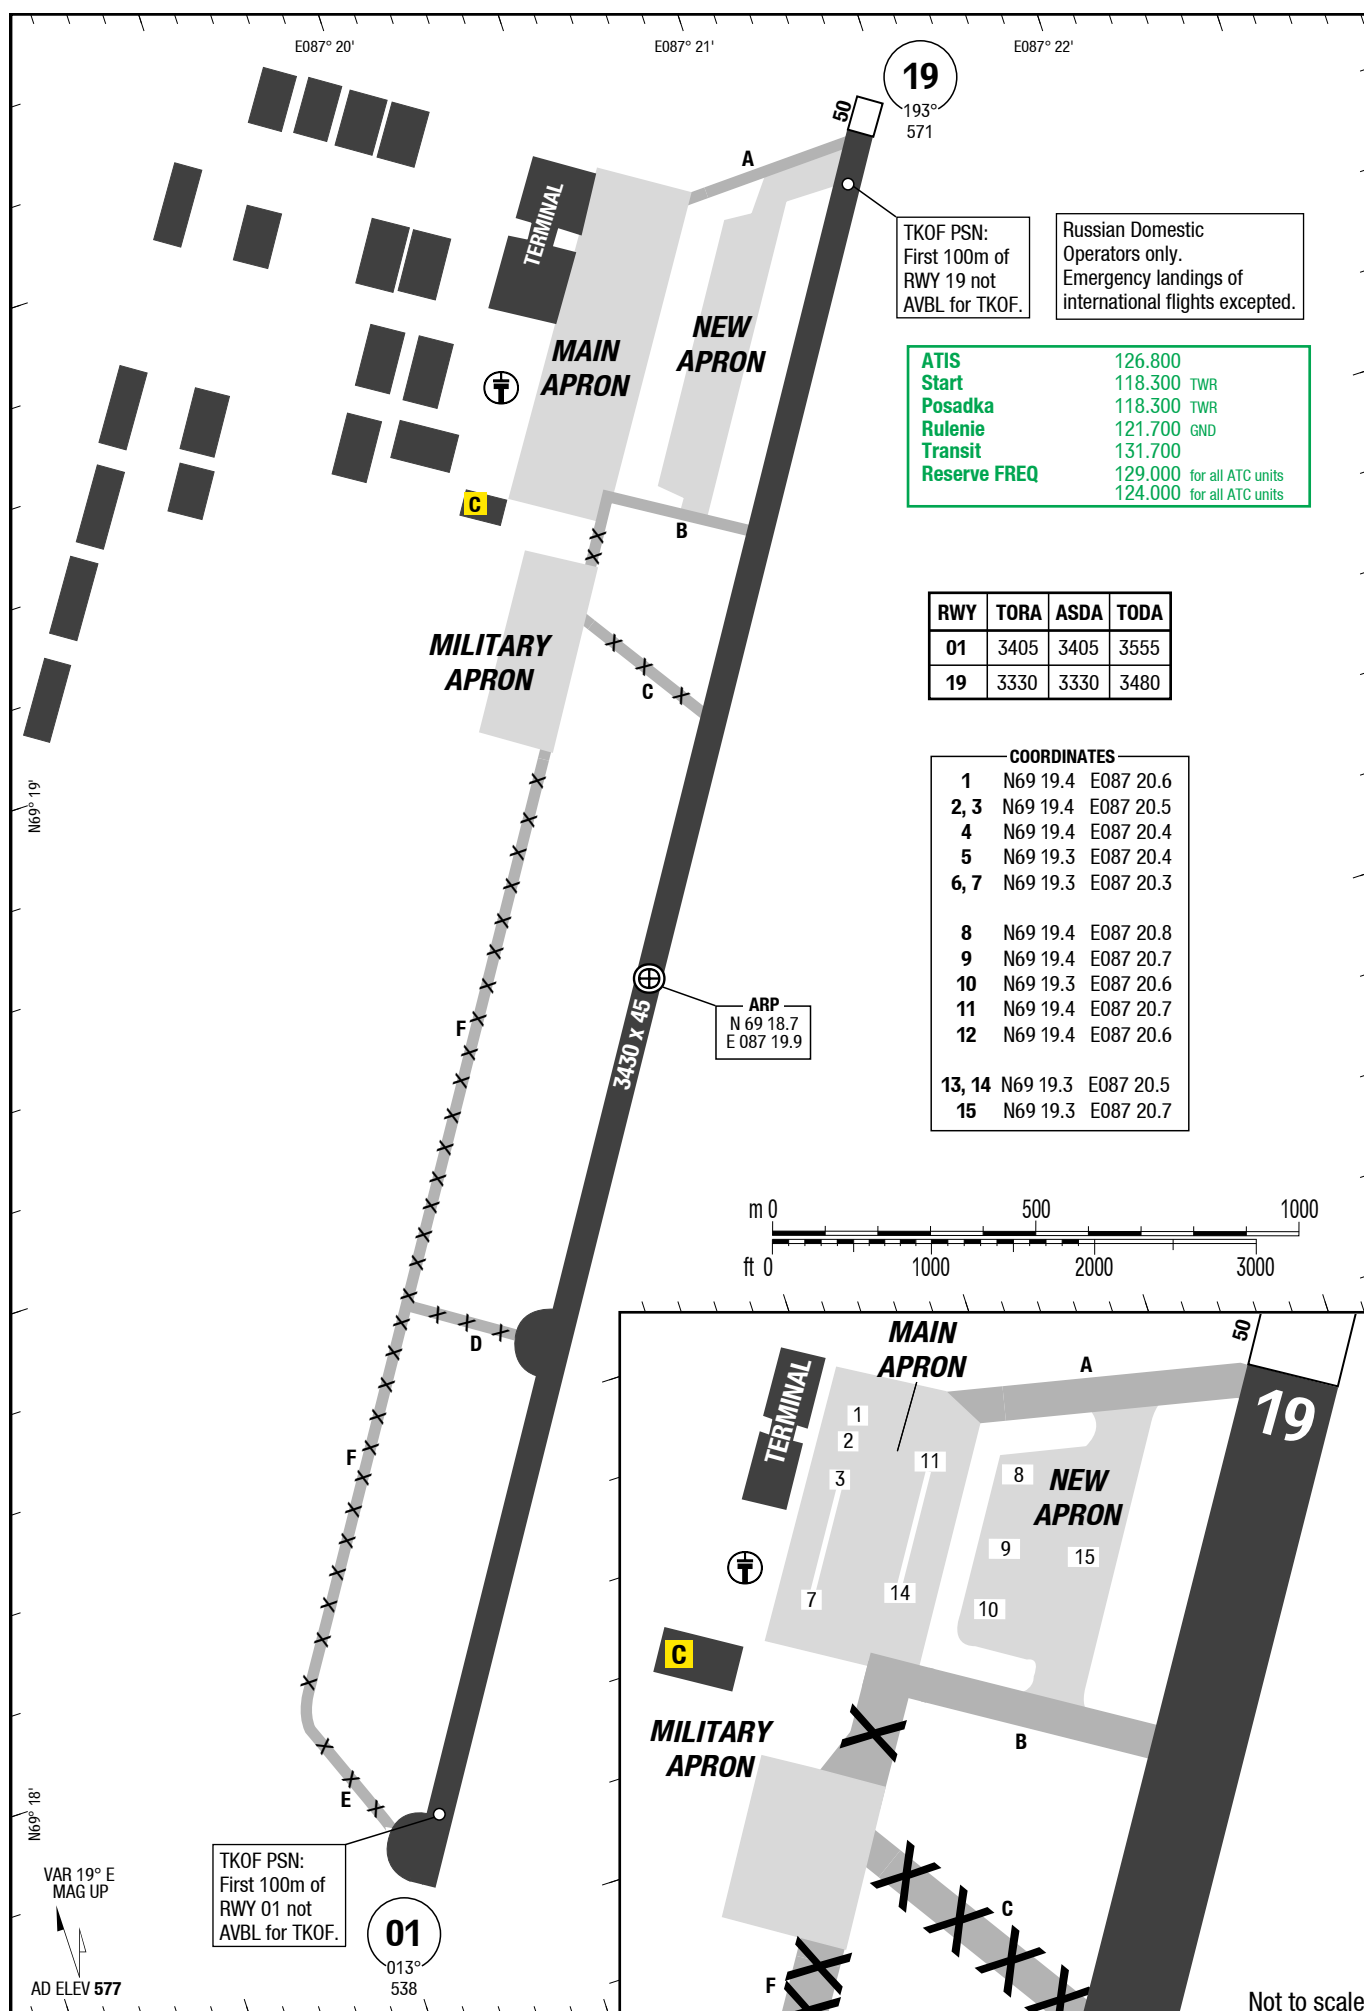 E087° 20'
E087° 21'
E087° 22'
19
193°
571
50
A
TERMINAL
TKOF PSN:
First 100m of
RWY 19 not
AVBL for TKOF.
Russian Domestic
Operators only.
Emergency landings of
international flights excepted.
MAIN
APRON
NEW
APRON
ATIS 126.800
Start 118.300 TWR
Posadka 118.300 TWR
Rulenie 121.700 GND
Transit 131.700
Reserve FREQ 129.000 for all ATC units
124.000 for all ATC units
C
B
MILITARY
APRON
C
RWY TORA ASDA TODA
01 3405 3405 3555
19 3330 3330 3480
COORDINATES
1 N69 19.4 E087 20.6
2, 3 N69 19.4 E087 20.5
4 N69 19.4 E087 20.4
5 N69 19.3 E087 20.4
6, 7 N69 19.3 E087 20.3
8 N69 19.4 E087 20.8
9 N69 19.4 E087 20.7
10 N69 19.3 E087 20.6
11 N69 19.4 E087 20.7
12 N69 19.4 E087 20.6
13, 14 N69 19.3 E087 20.5
15 N69 19.3 E087 20.7
N69° 19'
ARP
N 69 18.7
E 087 19.9
3430 x 45
F
m 0 500 1000
ft 0 1000 2000 3000
D
F
E
N69° 18'
TKOF PSN:
First 100m of
RWY 01 not
AVBL for TKOF.
01
013°
538
VAR 19° E
MAG UP
AD ELEV 577
MAIN
APRON
50
A
19
TERMINAL
1
2
3
11
8
NEW
APRON
9
15
7
14
10
C
MILITARY
APRON
B
C
F
Not to scale